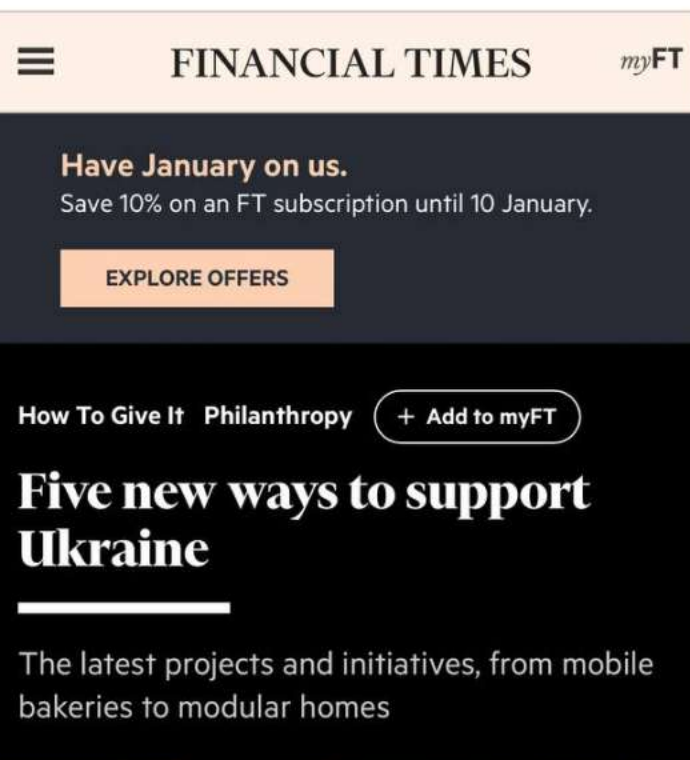 FINANCIAL TIMES myFT
Have January on us.
Save 10% on an FT subscription until 10 January.
EXPLORE OFFERS
How To Give It Philanthropy + Add to myFT
Five new ways to support
Ukraine
The latest projects and initiatives, from mobile
bakeries to modular homes